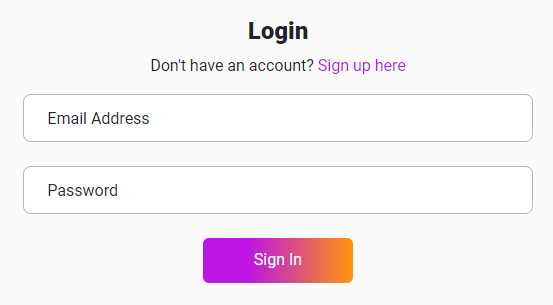 Login
Don't have an account? Sign up here
Email Address
Password
Sign In